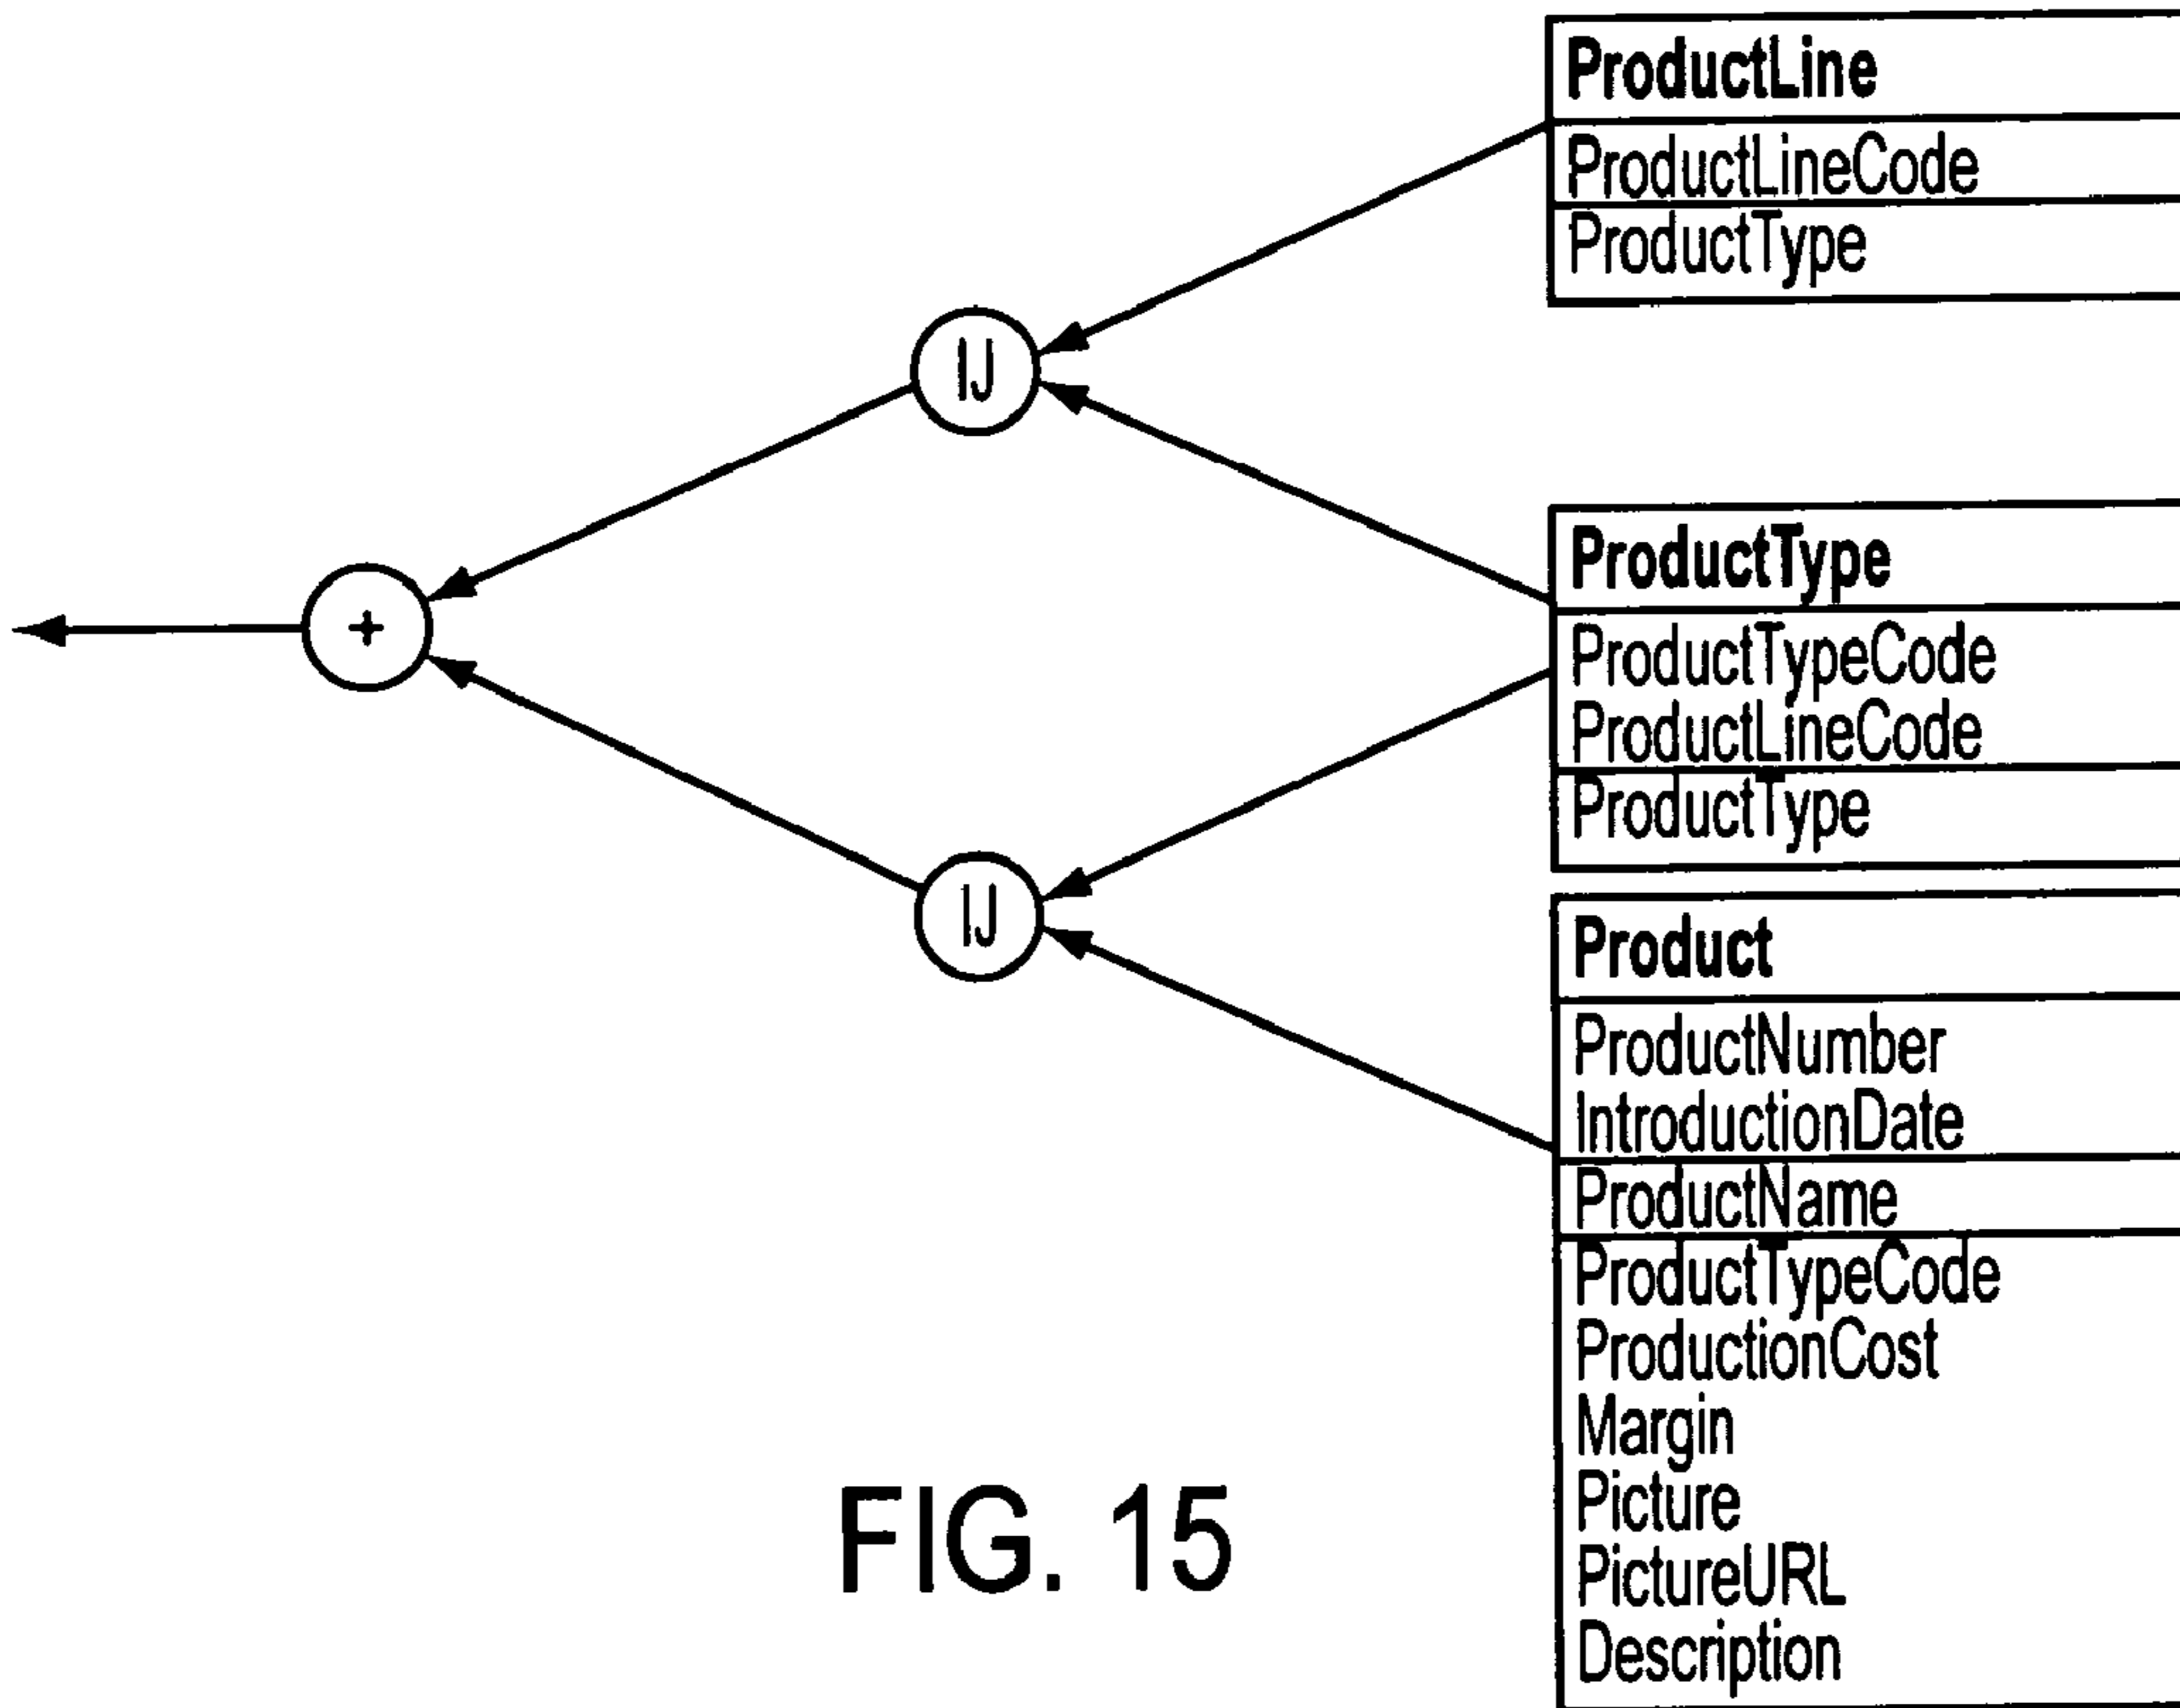 ProductLine
ProductLineCode
ProductType
IJ
ProductType
ProductTypeCode
ProductLineCode
ProductType
+
IJ
Product
ProductNumber
IntroductionDate
ProductName
ProductTypeCode
ProductionCost
Margin
Picture
PictureURL
Description
FIG. 15